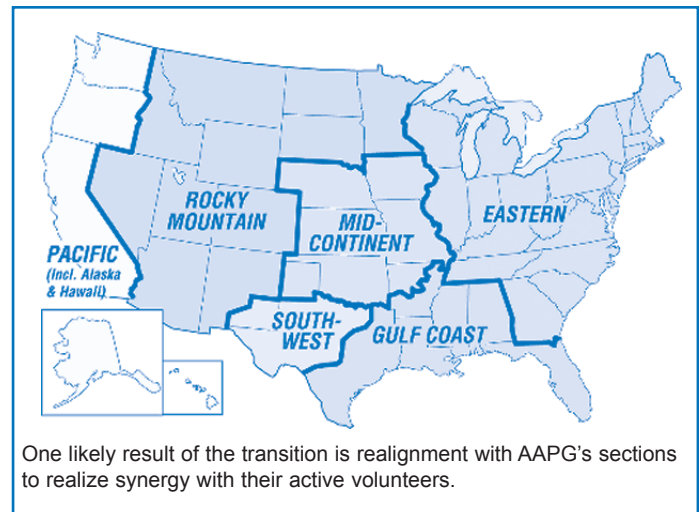 ROCKY
MOUNTAIN
MID-
CONTINENT
EASTERN
PACIFIC
(incl. Alaska
& Hawaii)
SOUTH-
WEST
GULF COAST
One likely result of the transition is realignment with AAPG's sections
to realize synergy with their active volunteers.